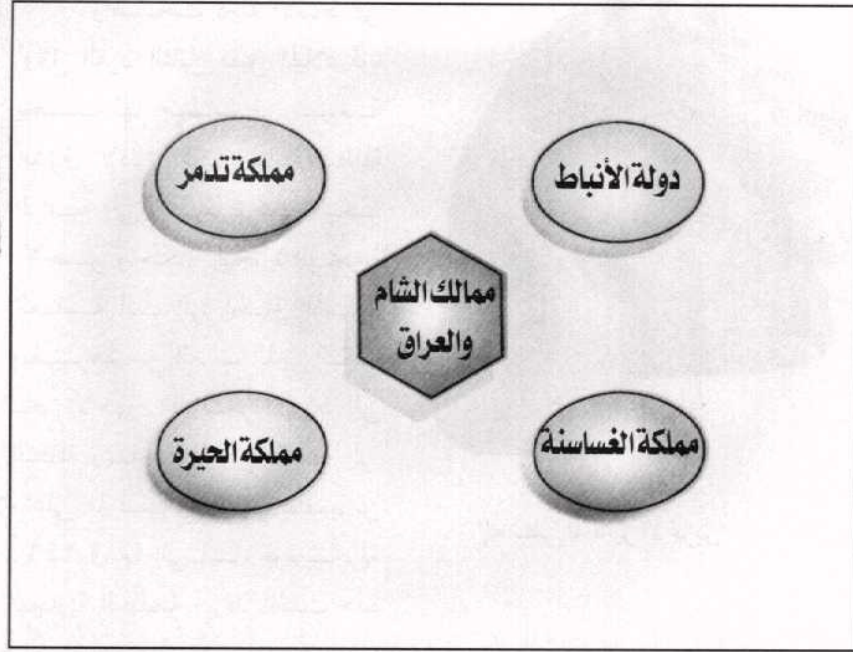 دولة الأنباط
مملكة تدمر
ممالك الشام
والعراق
مملكة الغساسنة
مملكة الحيرة